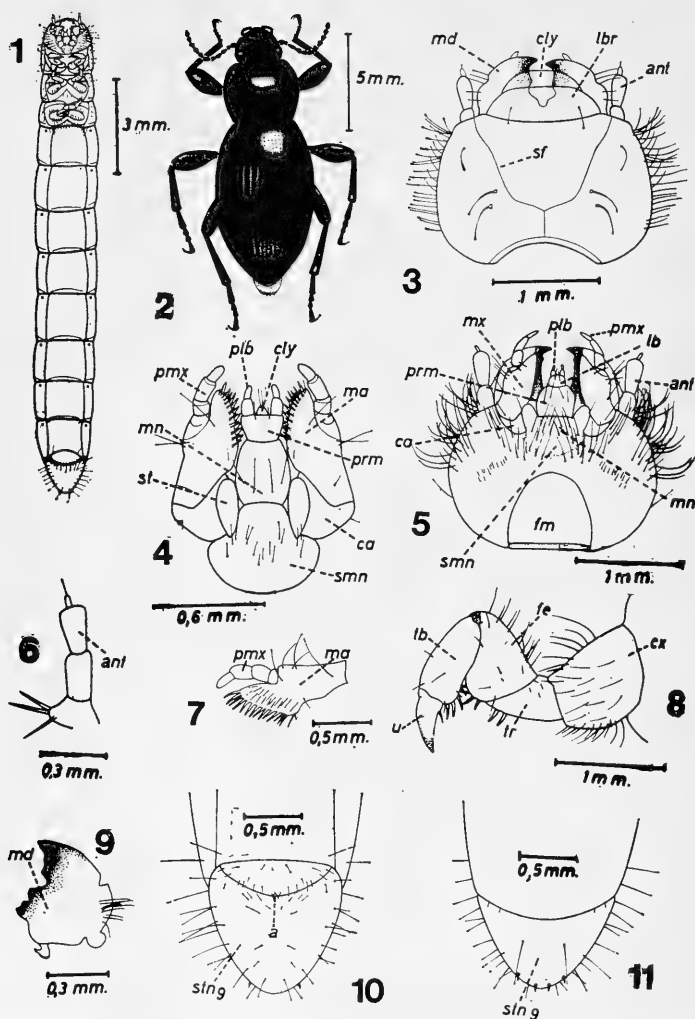 1
3 mm.
2
5 mm.
md
cly
lbr
ant
sf
3
1 mm.
plb
cly
pmx
ma
mn
prm
st
ca
smn
4
0,6 mm.
plb
pmx
mx
lb
prm
ant
ca
mn
fm
smn
5
1 mm.
6
ant
0,3 mm.
pmx
ma
7
0,5 mm.
tb
fe
cx
u
tr
8
1 mm.
9
md
0,3 mm.
0,5 mm.
a
stn9
10
0,5 mm.
stn9
11